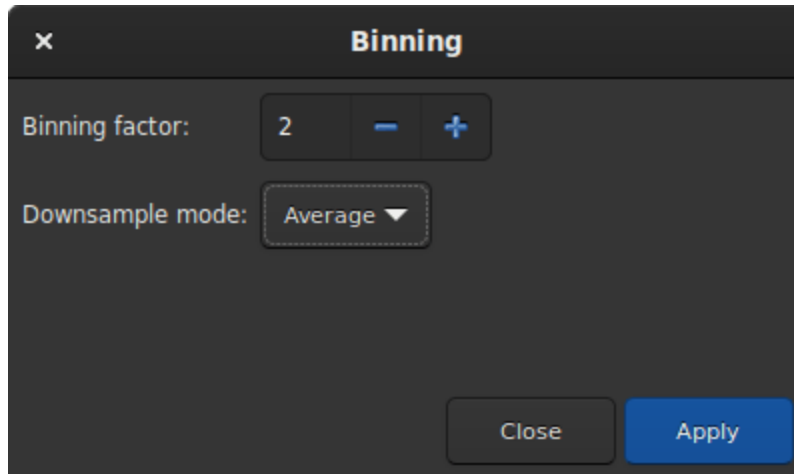 Binning
Binning factor: 2
Downsample mode: Average
Close Apply